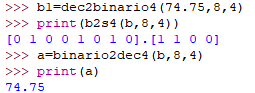 >>> b1=dec2binario4(74.75,8,4)
>>> print(b2s4(b,8,4))
[0 1 0 0 1 0 1 0].[1 1 0 0]
>>> a=binario2dec4(b,8,4)
>>> print(a)
74.75